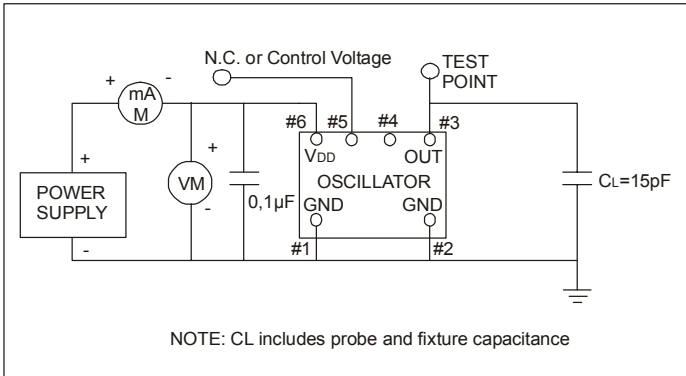 N.C. or Control Voltage
TEST
POINT
+
-
mA
M
#6
#5
#4
#3
VDD
OUT
+
+
VM
-
0,1µF
OSCILLATOR
CL=15pF
POWER
SUPPLY
GND
GND
-
#1
#2
NOTE: CL includes probe and fixture capacitance